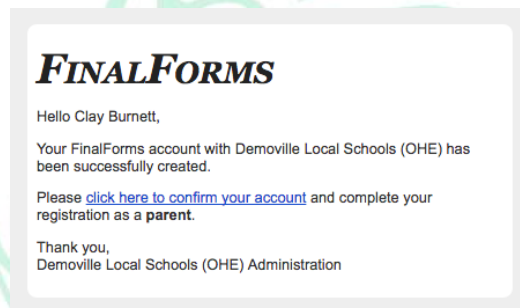 FINALFORMS
Hello Clay Burnett,
Your FinalForms account with Demoville Local Schools (OHE) has
been successfully created.
Please click here to confirm your account and complete your
registration as a parent.
Thank you,
Demoville Local Schools (OHE) Administration